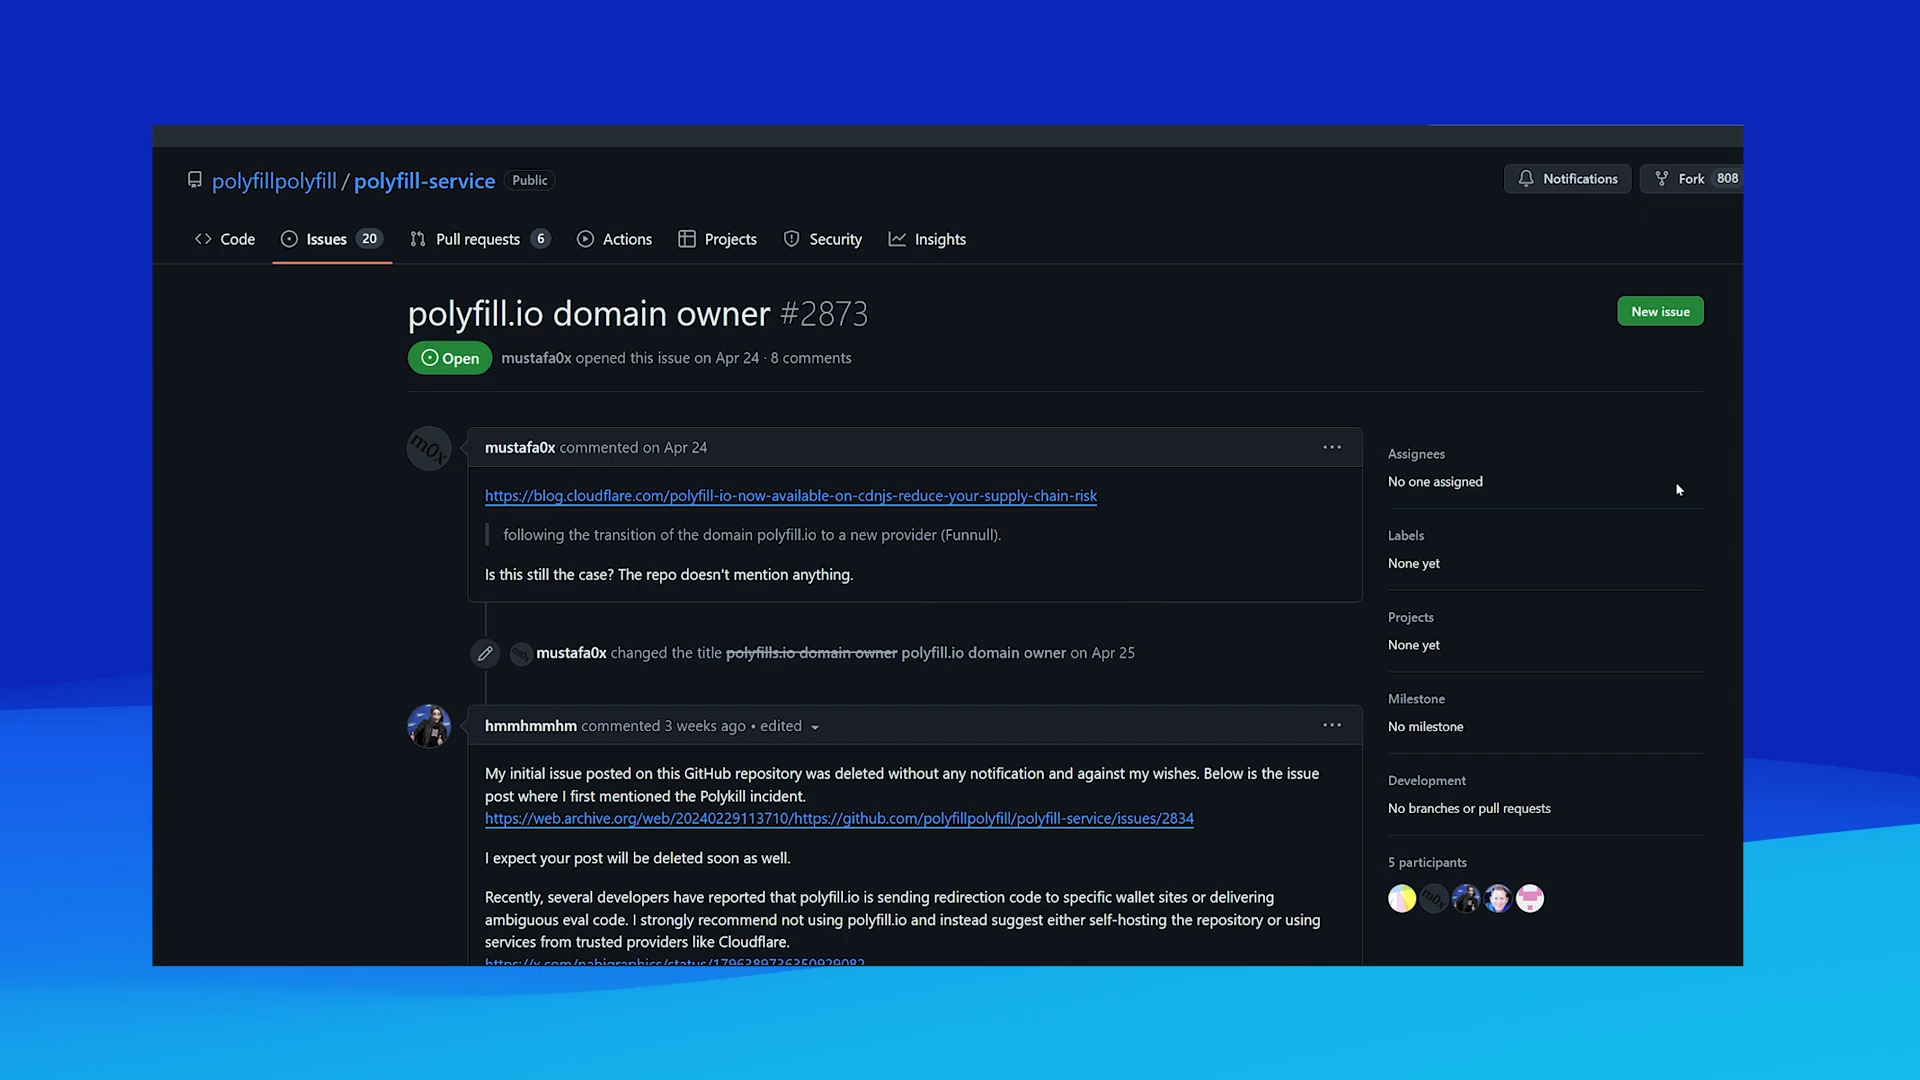 polyfillpolyfill / polyfill-service Public
Notifications
Fork 808
Code
Issues 20
Pull requests 6
Actions
Projects
Security
Insights
polyfill.io domain owner #2873
New issue
Open
mustafa0x opened this issue on Apr 24 · 8 comments
m0x
mustafa0x commented on Apr 24
https://blog.cloudflare.com/polyfill-io-now-available-on-cdnjs-reduce-your-supply-chain-risk
following the transition of the domain polyfill.io to a new provider (Funnull).
Is this still the case? The repo doesn't mention anything.
mustafa0x changed the title polyfills.io domain owner polyfill.io domain owner on Apr 25
hmmhmmhm commented 3 weeks ago • edited
My initial issue posted on this GitHub repository was deleted without any notification and against my wishes. Below is the issue
post where I first mentioned the Polykill incident.
https://web.archive.org/web/20240229113710/https://github.com/polyfillpolyfill/polyfill-service/issues/2834
I expect your post will be deleted soon as well.
Recently, several developers have reported that polyfill.io is sending redirection code to specific wallet sites or delivering
ambiguous eval code. I strongly recommend not using polyfill.io and instead suggest either self-hosting the repository or using
services from trusted providers like Cloudflare.
Assignees
No one assigned
Labels
None yet
Projects
None yet
Milestone
No milestone
Development
No branches or pull requests
5 participants